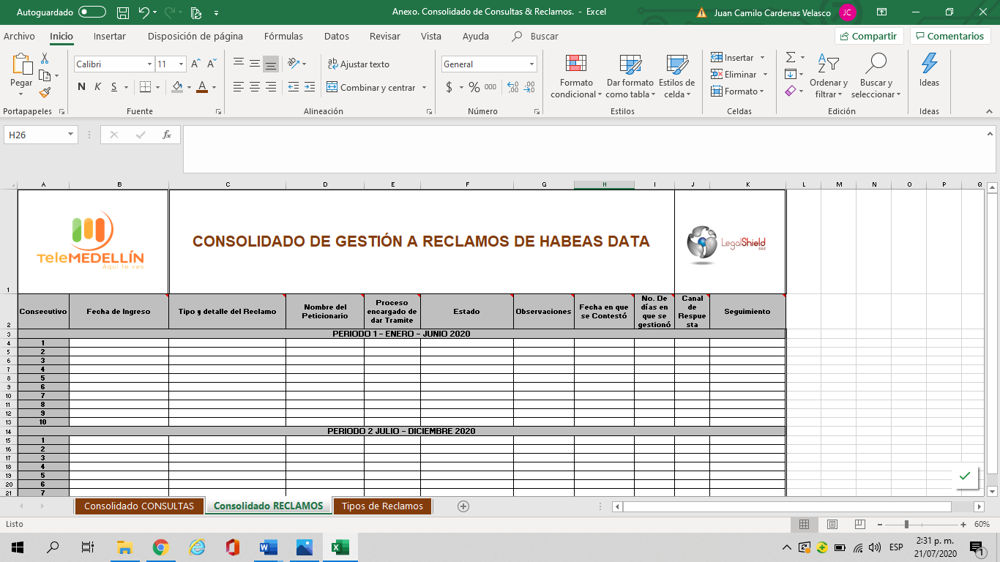 Autoguardado
Anexo. Consolidado de Consultas & Reclamos. - Excel
Juan Camilo Cardenas Velasco
JC
Archivo Inicio Insertar Disposición de página Fórmulas Datos Revisar Vista Ayuda Buscar
Compartir Comentarios
Pegar
Calibri 11
N K S
Ajustar texto
Combinar y centrar
General
$ % 000
Formato condicional
Dar formato como tabla
Estilos de celda
Insertar
Eliminar
Formato
Ordenar y filtrar
Buscar y seleccionar
Ideas
Portapapeles Fuente Alineación Número Estilos Celdas Edición Ideas
H26
fx
A B C D E F G H I J K L M N O P Q
TeleMEDELLÍN
Aquí te ves
CONSOLIDADO DE GESTIÓN A RECLAMOS DE HABEAS DATA
LegalShield
S.A.S
1
2
Consecutivo
Fecha de Ingreso
Tipo y detalle del Reclamo
Nombre del Peticionario
Proceso encargado de dar Tramite
Estado
Observaciones
Fecha en que se Contestó
No. De días en que se gestionó
Canal de Respue sta
Seguimiento
3 PERIODO 1 - ENERO - JUNIO 2020
4 1
5 2
6 3
7 4
8 5
9 6
10 7
11 8
12 9
13 10
14 PERIODO 2 JULIO - DICIEMBRE 2020
15 1
16 2
17 3
18 4
19 5
20 6
21 7
Consolidado CONSULTAS Consolidado RECLAMOS Tipos de Reclamos
Listo
60%
ESP
2:31 p. m.
21/07/2020
1